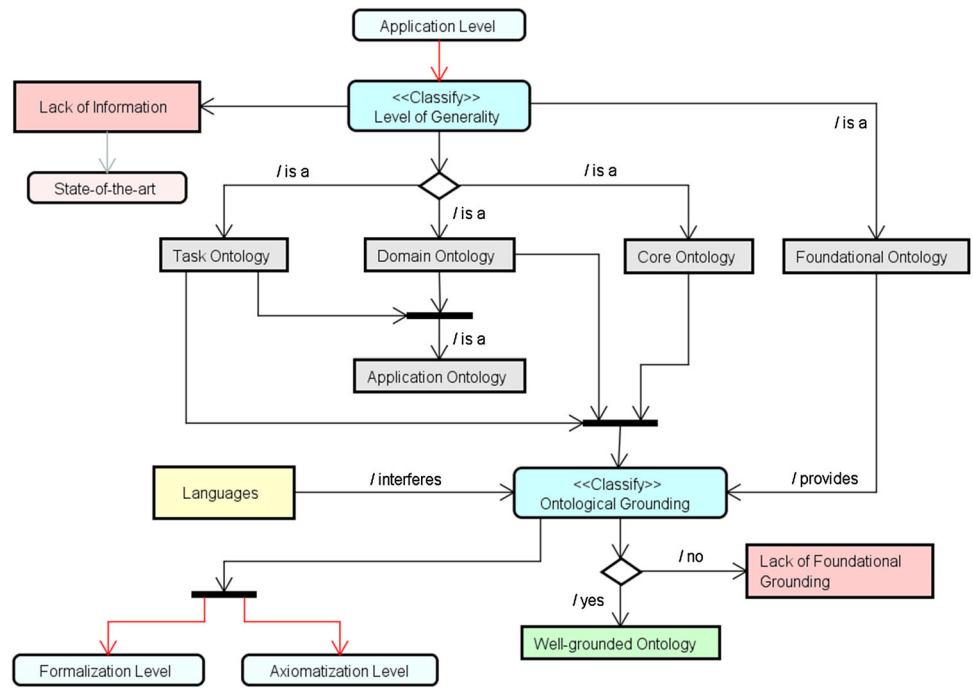 Application Level
<<Classify>>
Level of Generality
Lack of Information
/ is a
State-of-the-art
/ is a
/ is a
/ is a
Task Ontology
Domain Ontology
Core Ontology
Foundational Ontology
/ is a
Application Ontology
Languages
/ interferes
<<Classify>>
Ontological Grounding
/ provides
/ no
Lack of Foundational
Grounding
/ yes
Well-grounded Ontology
Formalization Level
Axiomatization Level